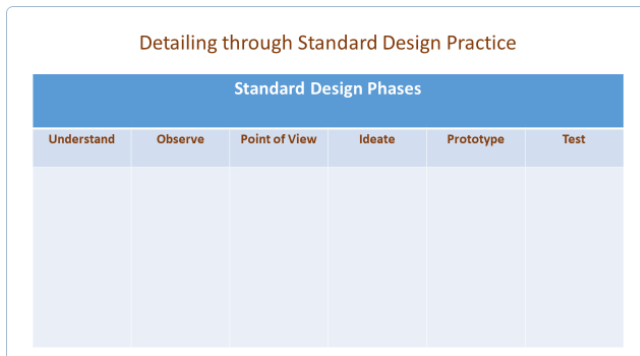 Detailing through Standard Design Practice
Standard Design Phases
Understand Observe Point of View Ideate Prototype Test